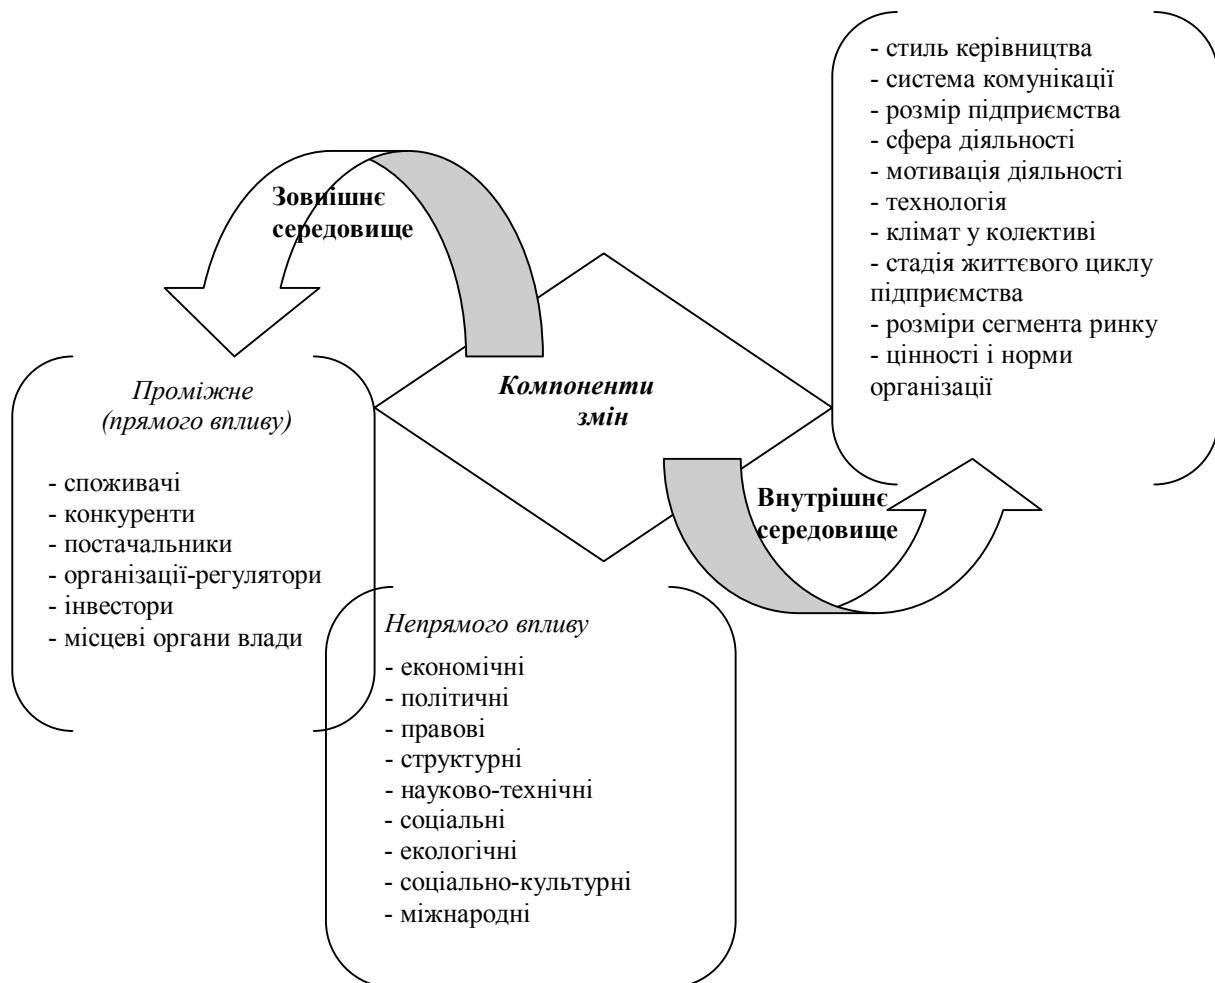 - стиль керівництва
- система комунікації
- розмір підприємства
- сфера діяльності
- мотивація діяльності
- технологія
- клімат у колективі
- стадія життєвого циклу
підприємства
- розміри сегмента ринку
- цінності і норми
організації
Зовнішнє
середовище
Компоненти
змін
Проміжне
(прямого впливу)
- споживачі
- конкуренти
- постачальники
- організації-регулятори
- інвестори
- місцеві органи влади
Внутрішнє
середовище
Непрямого впливу
- економічні
- політичні
- правові
- структурні
- науково-технічні
- соціальні
- екологічні
- соціально-культурні
- міжнародні